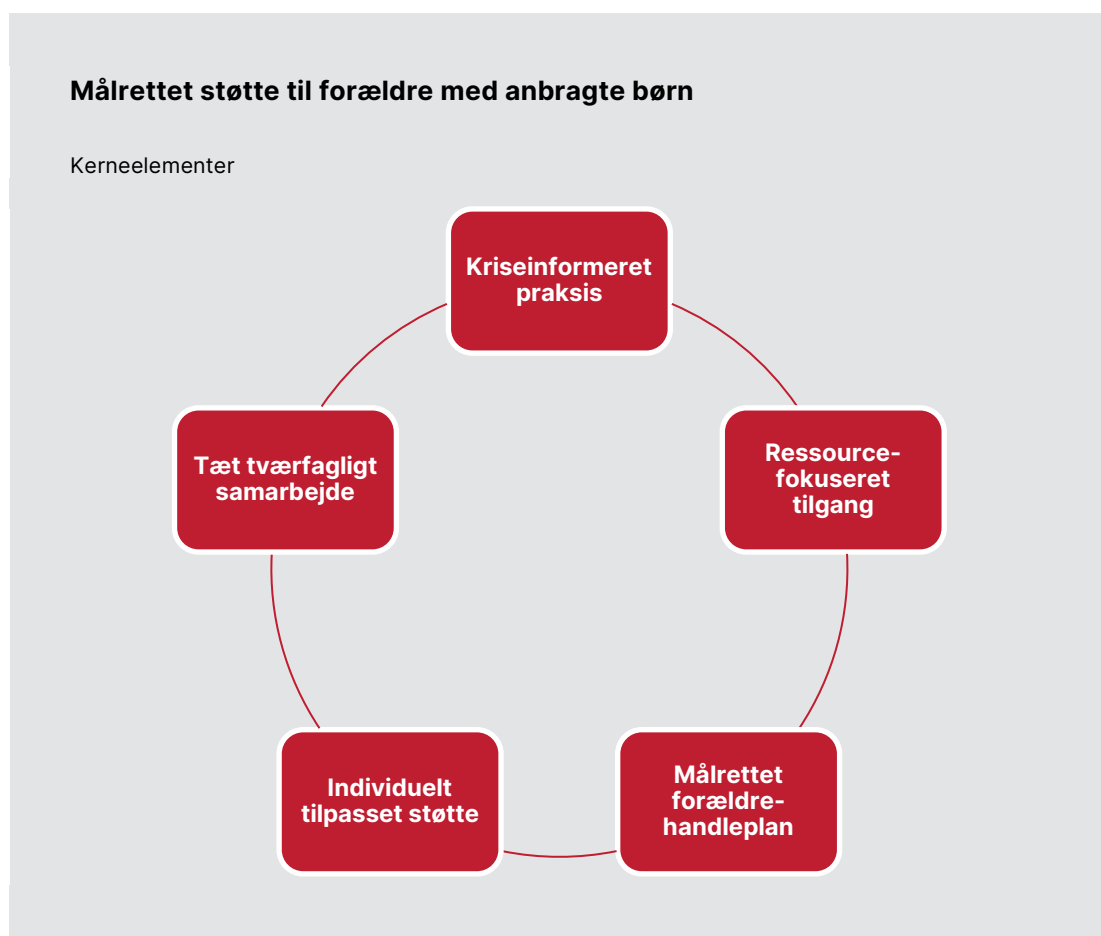 Målrettet støtte til forældre med anbragte børn
Kerneelementer
Kriseinformeret
praksis
Ressource-
fokuseret
tilgang
Målrettet
forældre-
handleplan
Individuelt
tilpasset støtte
Tæt tværfagligt
samarbejde